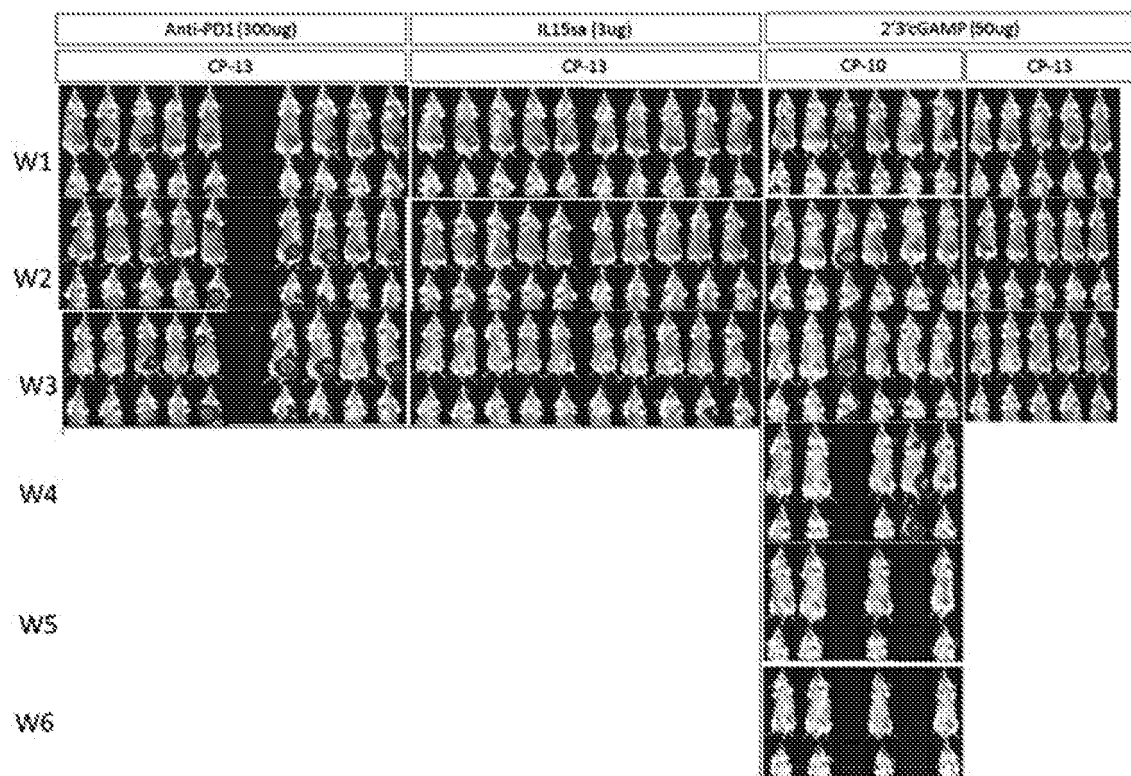 Anti-PD1 (300ug) IL15sa (3ug) 2'3'cGAMP (90ug)
CP-13 CP-13 CP-10 CP-13
W1
W2
W3
W4
W5
W6